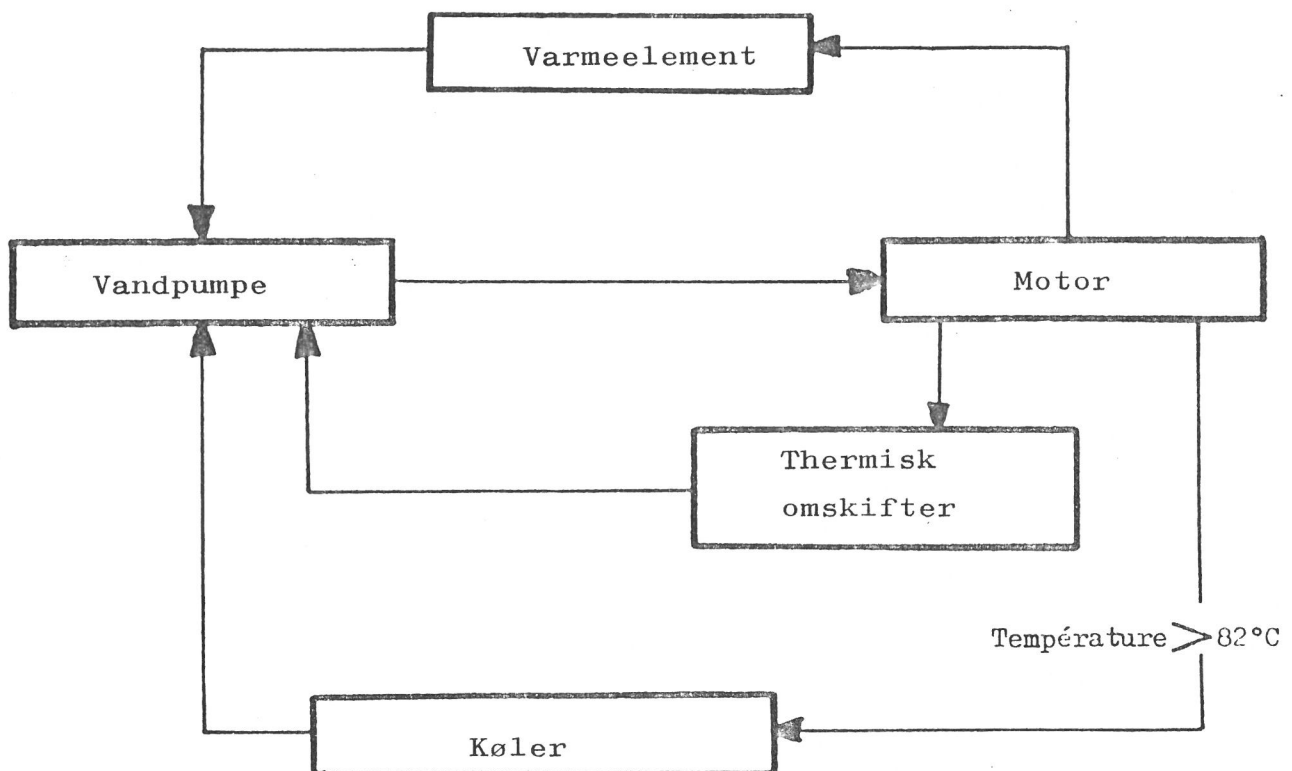 Varmeelement
Vandpumpe
Motor
Thermisk
omskifter
Température > 82°C
Køler